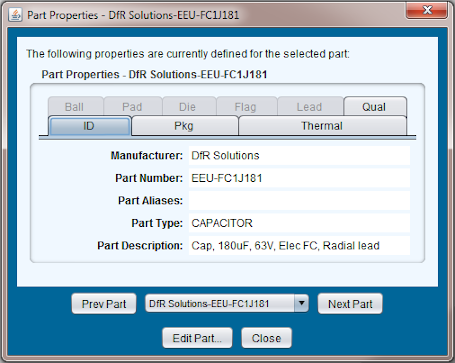 Part Properties - DfR Solutions-EEU-FC1J181
The following properties are currently defined for the selected part:
Part Properties - DfR Solutions-EEU-FC1J181
Ball Pad Die Flag Lead Qual
ID Pkg Thermal
Manufacturer: DfR Solutions
Part Number: EEU-FC1J181
Part Aliases:
Part Type: CAPACITOR
Part Description: Cap, 180uF, 63V, Elec FC, Radial lead
Prev Part DfR Solutions-EEU-FC1J181 Next Part
Edit Part... Close